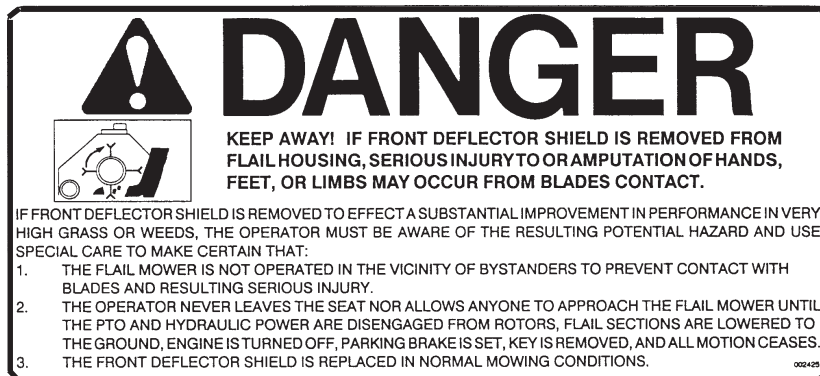 DANGER
KEEP AWAY! IF FRONT DEFLECTOR SHIELD IS REMOVED FROM
FLAIL HOUSING, SERIOUS INJURY TO OR AMPUTATION OF HANDS,
FEET, OR LIMBS MAY OCCUR FROM BLADES CONTACT.
IF FRONT DEFLECTOR SHIELD IS REMOVED TO EFFECT A SUBSTANTIAL IMPROVEMENT IN PERFORMANCE IN VERY
HIGH GRASS OR WEEDS, THE OPERATOR MUST BE AWARE OF THE RESULTING POTENTIAL HAZARD AND USE
SPECIAL CARE TO MAKE CERTAIN THAT:
1. THE FLAIL MOWER IS NOT OPERATED IN THE VICINITY OF BYSTANDERS TO PREVENT CONTACT WITH
BLADES AND RESULTING SERIOUS INJURY.
2. THE OPERATOR NEVER LEAVES THE SEAT NOR ALLOWS ANYONE TO APPROACH THE FLAIL MOWER UNTIL
THE PTO AND HYDRAULIC POWER ARE DISENGAGED FROM ROTORS, FLAIL SECTIONS ARE LOWERED TO
THE GROUND, ENGINE IS TURNED OFF, PARKING BRAKE IS SET, KEY IS REMOVED, AND ALL MOTION CEASES.
3. THE FRONT DEFLECTOR SHIELD IS REPLACED IN NORMAL MOWING CONDITIONS.
002425